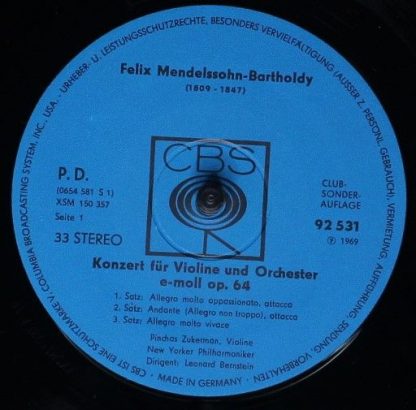 URHEBER- U. LEISTUNGSSCHUTZRECHTE, BESONDERS VERVIELFÄLTIGUNG (AUSSER Z. PERSÖNL. GEBRAUCH), VERMIETUNG, AUFFÜHRUNG, SENDUNG, VORBEHALTEN
Felix Mendelssohn-Bartholdy
(1809 - 1847)
CBS
P. D.
(0654 581 S 1)
XSM 150 357
Seite 1
33 STEREO
CLUB-
SONDER-
AUFLAGE
92 531
Ⓟ 1969
Konzert für Violine und Orchester
e-moll op. 64
1. Satz: Allegro molto appassionato, attacca
2. Satz: Andante (Allegro non troppo), attacca
3. Satz: Allegro molto vivace
Pinchas Zukerman, Violine
New Yorker Philharmoniker
Dirigent: Leonard Bernstein
CBS IST EINE SCHUTZMARKE V. COLUMBIA BROADCASTING SYSTEM, INC. USA.
MADE IN GERMANY